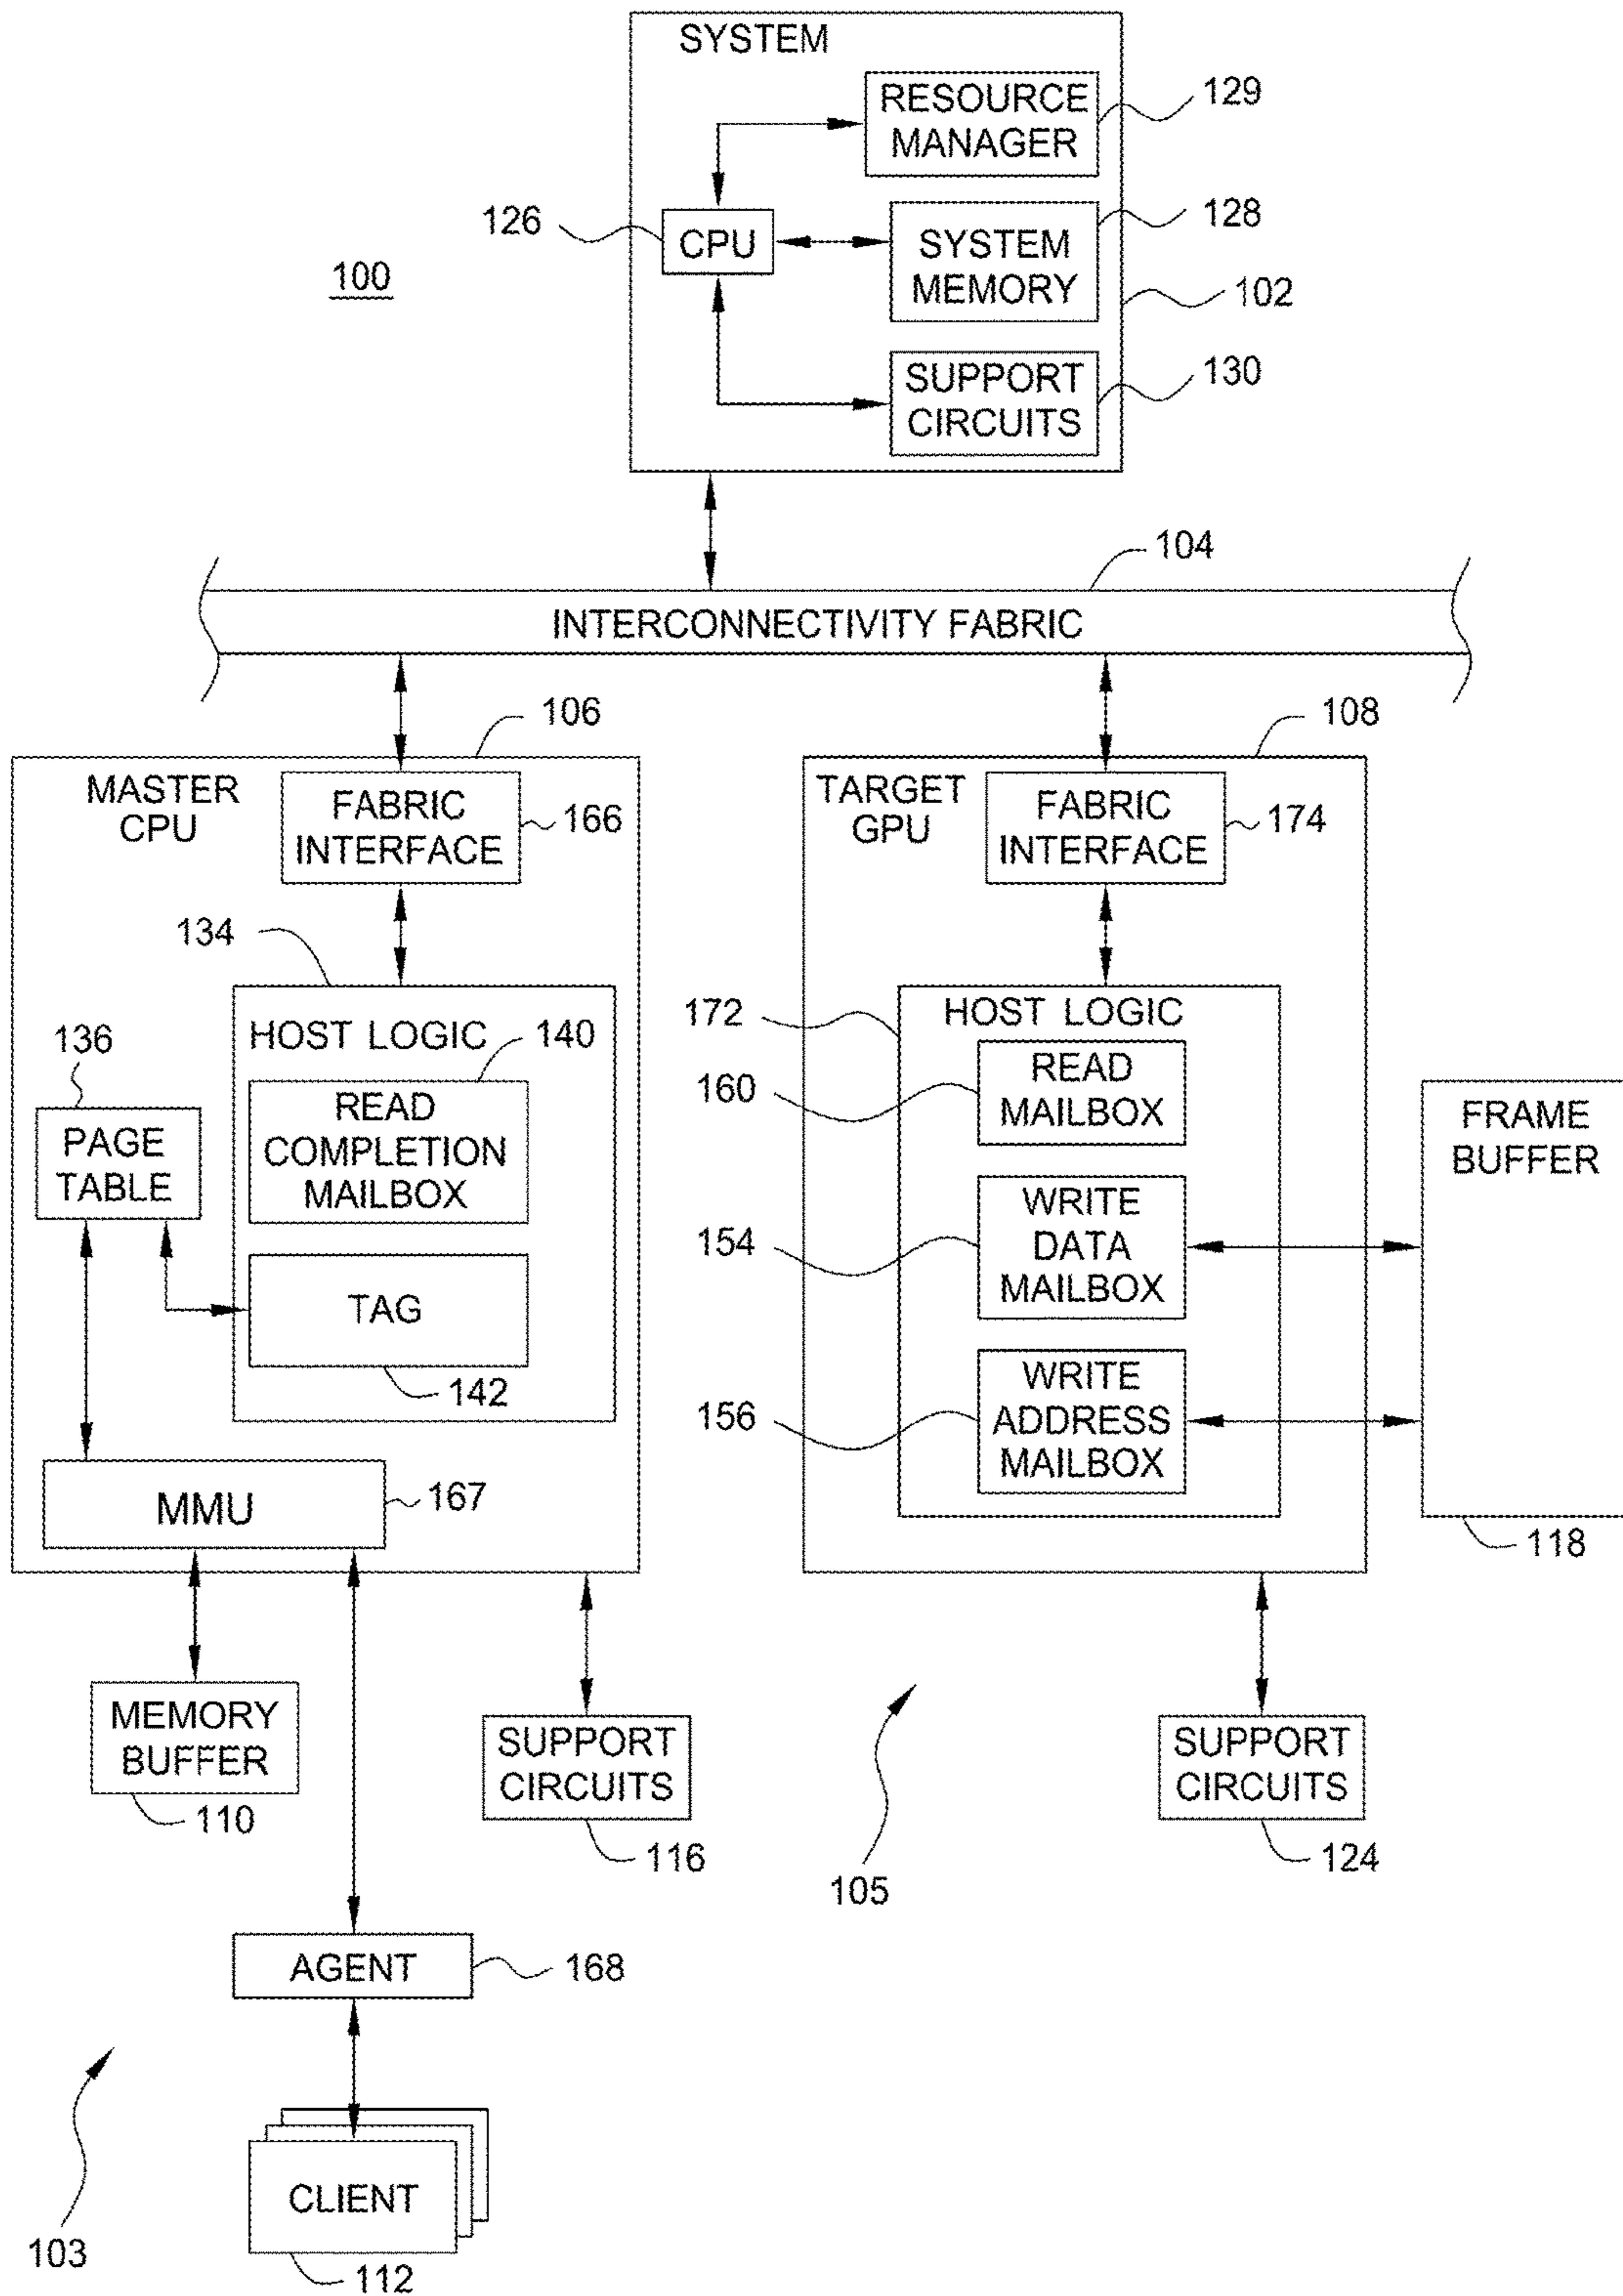 SYSTEM
RESOURCE
MANAGER
129
126
CPU
SYSTEM
MEMORY
128
100
102
SUPPORT
CIRCUITS
130
104
INTERCONNECTIVITY FABRIC
106
108
MASTER
CPU
FABRIC
INTERFACE
166
TARGET
GPU
FABRIC
INTERFACE
174
134
HOST LOGIC
140
136
READ
COMPLETION
MAILBOX
PAGE
TABLE
TAG
142
MMU
167
172
HOST LOGIC
160
READ
MAILBOX
154
WRITE
DATA
MAILBOX
156
WRITE
ADDRESS
MAILBOX
FRAME
BUFFER
118
MEMORY
BUFFER
110
SUPPORT
CIRCUITS
116
105
SUPPORT
CIRCUITS
124
AGENT
168
CLIENT
103
112